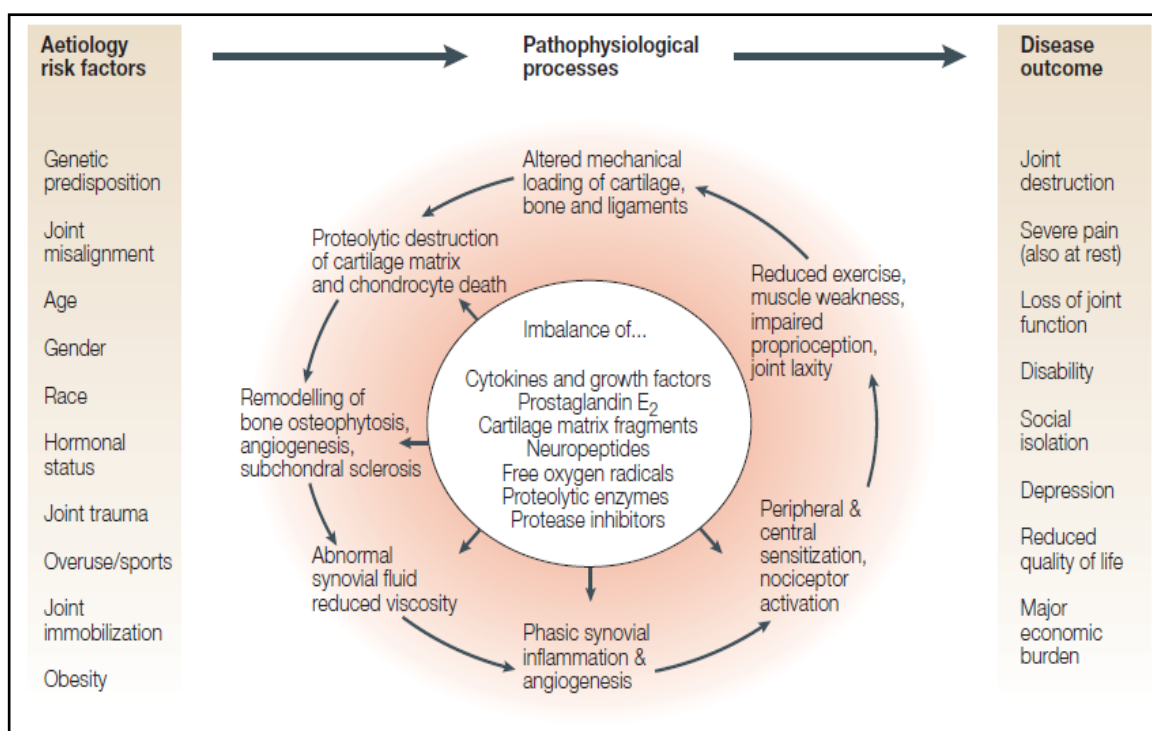 Aetiology
risk factors
Pathophysiological
processes
Disease
outcome
Genetic
predisposition
Joint
misalignment
Age
Gender
Race
Hormonal
status
Joint trauma
Overuse/sports
Joint
immobilization
Obesity
Altered mechanical
loading of cartilage,
bone and ligaments
Proteolytic destruction
of cartilage matrix
and chondrocyte death
Remodelling of
bone osteophytosis,
angiogenesis,
subchondral sclerosis
Abnormal
synovial fluid
reduced viscosity
Phasic synovial
inflammation &
angiogenesis
Peripheral &
central
sensitization,
nociceptor
activation
Reduced exercise,
muscle weakness,
impaired
proprioception,
joint laxity
Imbalance of...
Cytokines and growth factors
Prostaglandin E₂
Cartilage matrix fragments
Neuropeptides
Free oxygen radicals
Proteolytic enzymes
Protease inhibitors
Joint
destruction
Severe pain
(also at rest)
Loss of joint
function
Disability
Social
isolation
Depression
Reduced
quality of life
Major
economic
burden